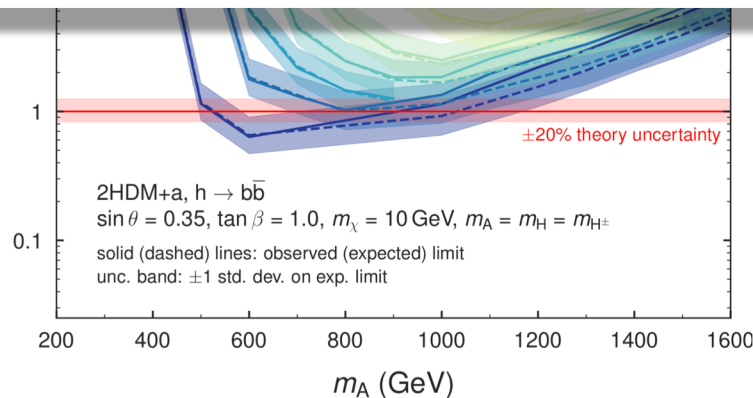 1
±20% theory uncertainty
2HDM+a, h → bb̅
sin θ = 0.35, tan β = 1.0, mχ = 10 GeV, mA = mH = mH±
0.1
solid (dashed) lines: observed (expected) limit
unc. band: ±1 std. dev. on exp. limit
200 400 600 800 1000 1200 1400 1600
mA (GeV)